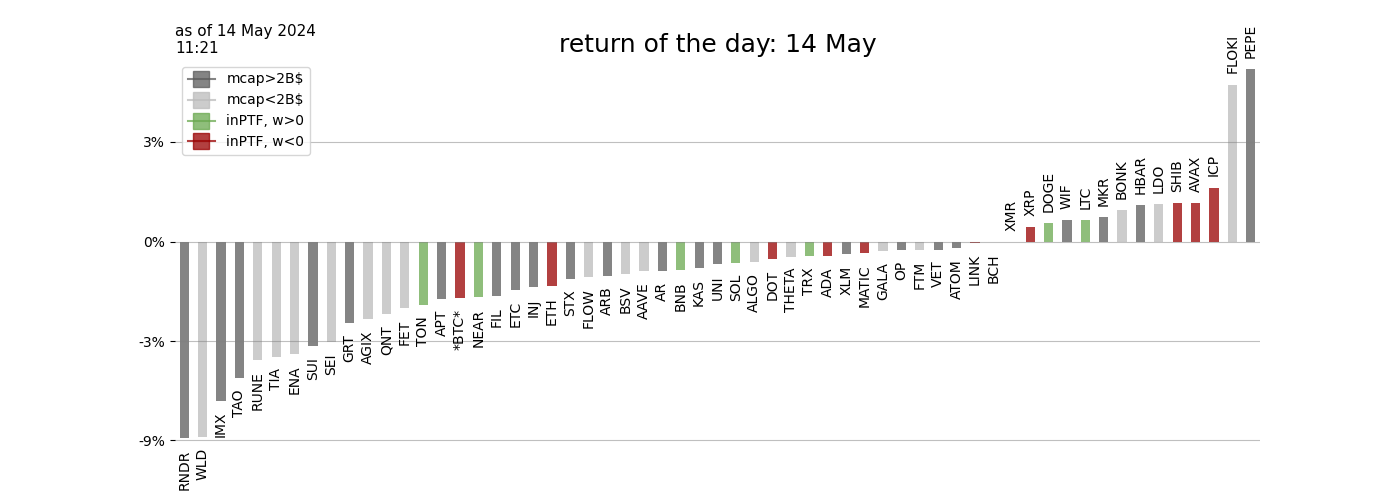 as of 14 May 2024
11:21
return of the day: 14 May
mcap>2B$
mcap<2B$
inPTF, w>0
inPTF, w<0
3%
0%
-3%
-9%
RNDR
WLD
IMX
TAO
RUNE
TIA
ENA
SUI
SEI
GRT
AGIX
QNT
FET
TON
APT
*BTC*
NEAR
FIL
ETC
INJ
ETH
STX
FLOW
ARB
BSV
AAVE
AR
BNB
KAS
UNI
SOL
ALGO
DOT
THETA
TRX
ADA
XLM
MATIC
GALA
OP
FTM
VET
ATOM
LINK
BCH
XMR
XRP
DOGE
WIF
LTC
MKR
BONK
HBAR
LDO
SHIB
AVAX
ICP
FLOKI
PEPE